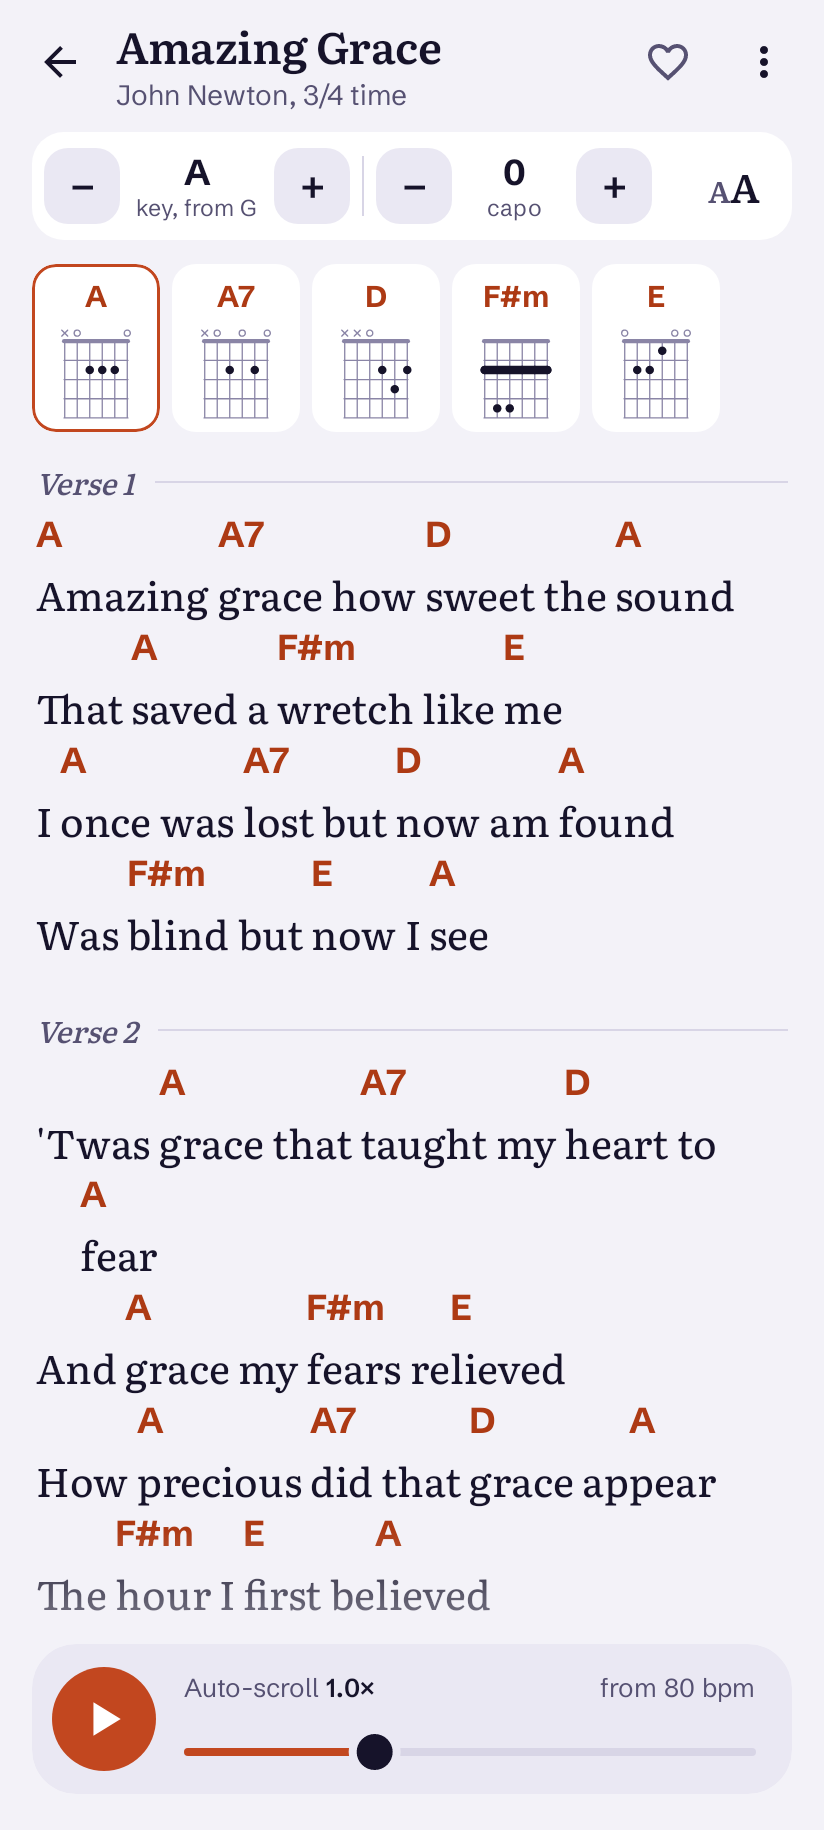 Amazing Grace
John Newton, 3/4 time
− A + − 0 + AA
key, from G capo
A A7 D F#m E
Verse 1
A A7 D A
Amazing grace how sweet the sound
A F#m E
That saved a wretch like me
A A7 D A
I once was lost but now am found
F#m E A
Was blind but now I see
Verse 2
A A7 D
'Twas grace that taught my heart to
A
fear
A F#m E
And grace my fears relieved
A A7 D A
How precious did that grace appear
F#m E A
The hour I first believed
Auto-scroll 1.0× from 80 bpm